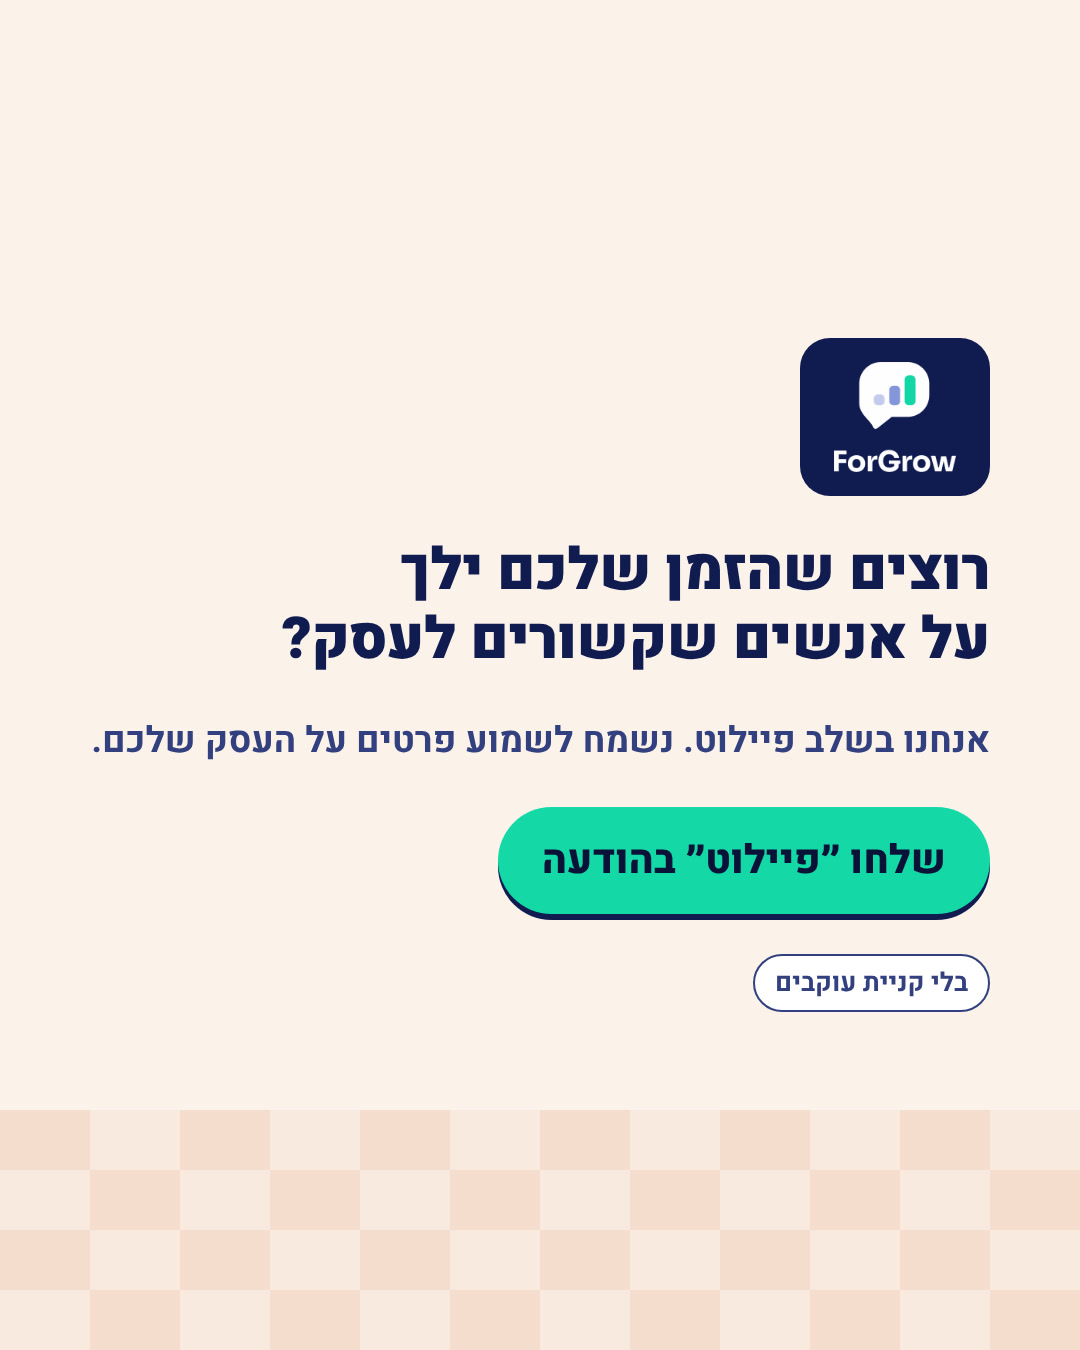 ForGrow
רוצים שהזמן שלכם ילך
על אנשים שקשורים לעסק?
אנחנו בשלב פיילוט. נשמח לשמוע פרטים על העסק שלכם.
שלחו ”פיילוט” בהודעה
בלי קניית עוקבים